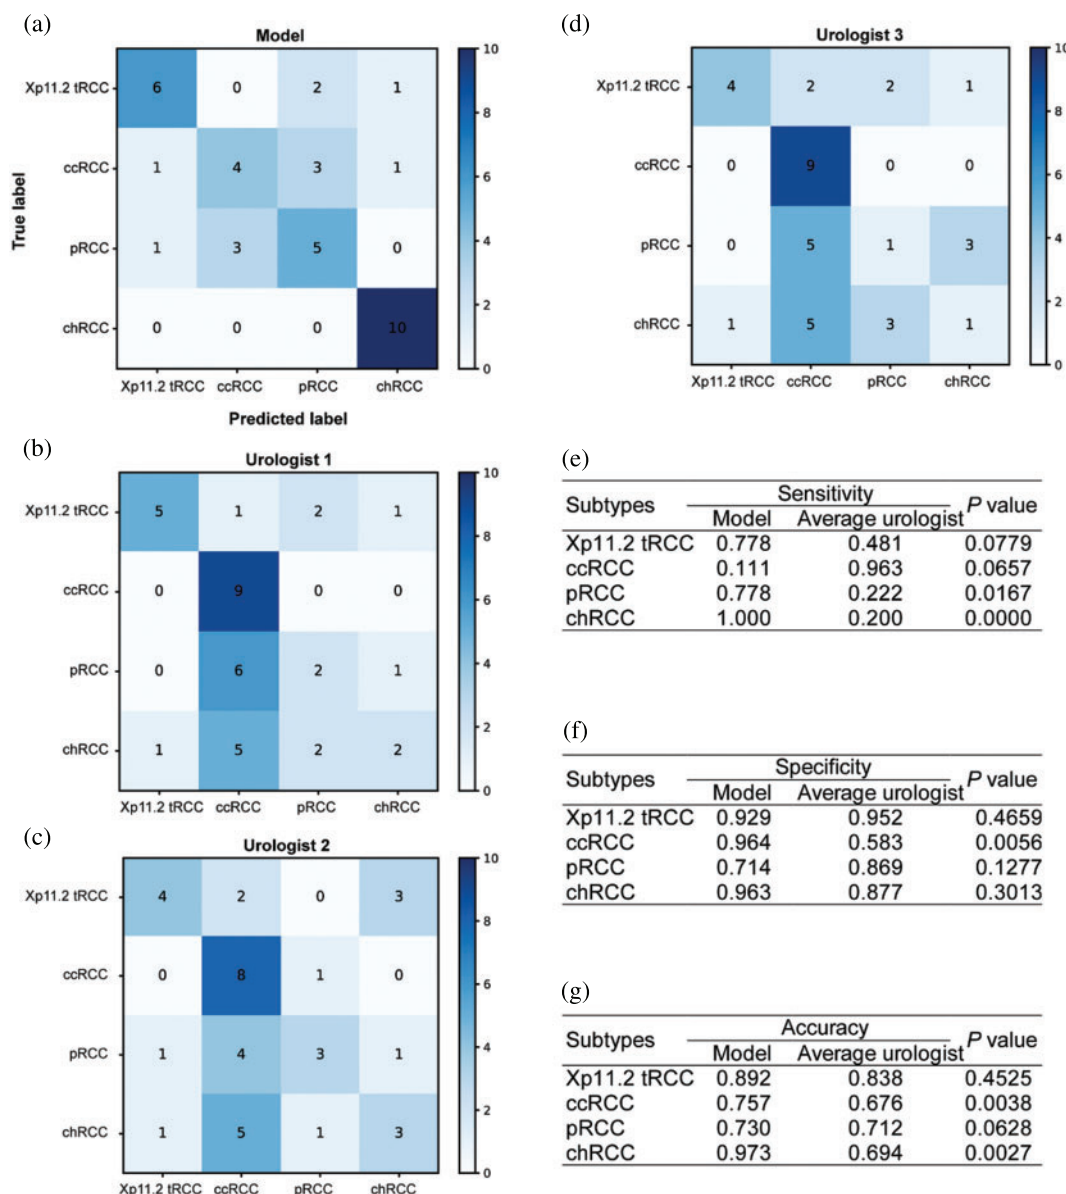 (a)
Model
True label
Xp11.2 tRCC 6 0 2 1
ccRCC 1 4 3 1
pRCC 1 3 5 0
chRCC 0 0 0 10
Xp11.2 tRCC ccRCC pRCC chRCC
Predicted label
10
8
6
4
2
0
(b)
Urologist 1
Xp11.2 tRCC 5 1 2 1
ccRCC 0 9 0 0
pRCC 0 6 2 1
chRCC 1 5 2 2
Xp11.2 tRCC ccRCC pRCC chRCC
10
8
6
4
2
0
(c)
Urologist 2
Xp11.2 tRCC 4 2 0 3
ccRCC 0 8 1 0
pRCC 1 4 3 1
chRCC 1 5 1 3
Xp11.2 tRCC ccRCC pRCC chRCC
10
8
6
4
2
0
(d)
Urologist 3
Xp11.2 tRCC 4 2 2 1
ccRCC 0 9 0 0
pRCC 0 5 1 3
chRCC 1 5 3 1
Xp11.2 tRCC ccRCC pRCC chRCC
10
8
6
4
2
0
(e)
Subtypes Sensitivity P value
Model Average urologist
Xp11.2 tRCC 0.778 0.481 0.0779
ccRCC 0.111 0.963 0.0657
pRCC 0.778 0.222 0.0167
chRCC 1.000 0.200 0.0000
(f)
Subtypes Specificity P value
Model Average urologist
Xp11.2 tRCC 0.929 0.952 0.4659
ccRCC 0.964 0.583 0.0056
pRCC 0.714 0.869 0.1277
chRCC 0.963 0.877 0.3013
(g)
Subtypes Accuracy P value
Model Average urologist
Xp11.2 tRCC 0.892 0.838 0.4525
ccRCC 0.757 0.676 0.0038
pRCC 0.730 0.712 0.0628
chRCC 0.973 0.694 0.0027